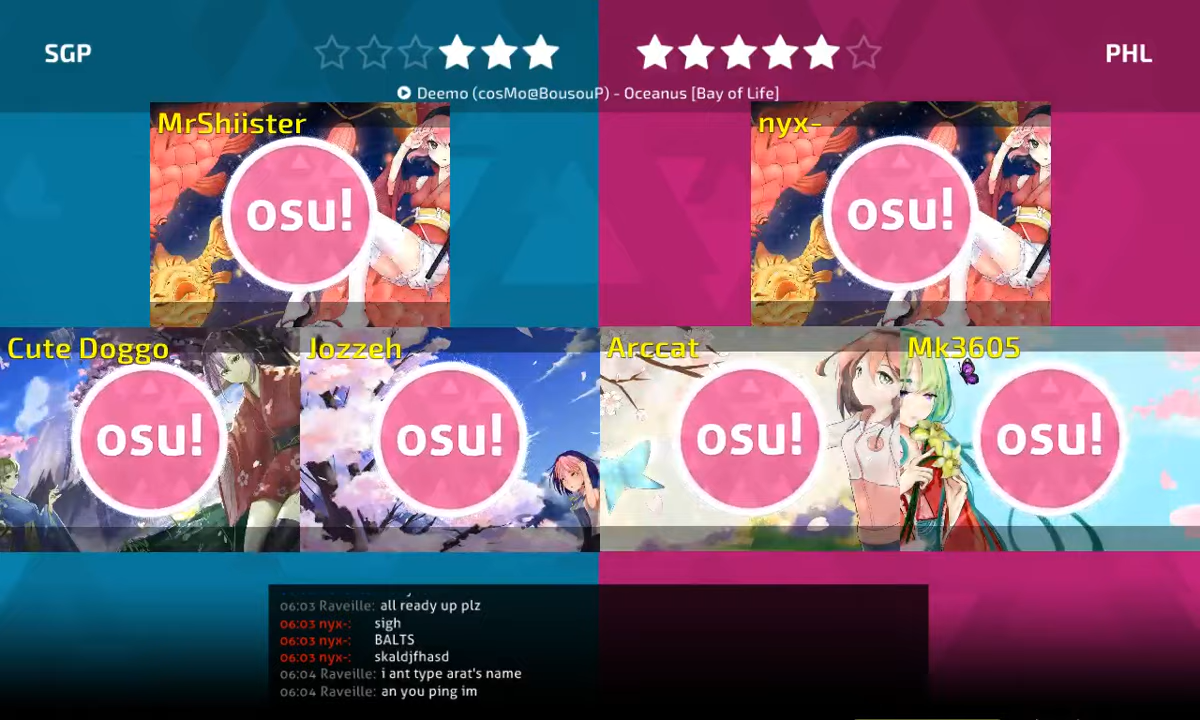 SGP
PHL
Deemo (cosMo@BousouP) - Oceanus [Bay of Life]
MrShiister
osu!
nyx-
osu!
Cute Doggo
osu!
Jozzeh
osu!
Arccat
osu!
Mk3605
osu!
06:03 Raveille: all ready up plz
06:03 nyx-: sigh
06:03 nyx-: BALTS
06:03 nyx-: skaldjfhasd
06:04 Raveille: i ant type arat's name
06:04 Raveille: an you ping im